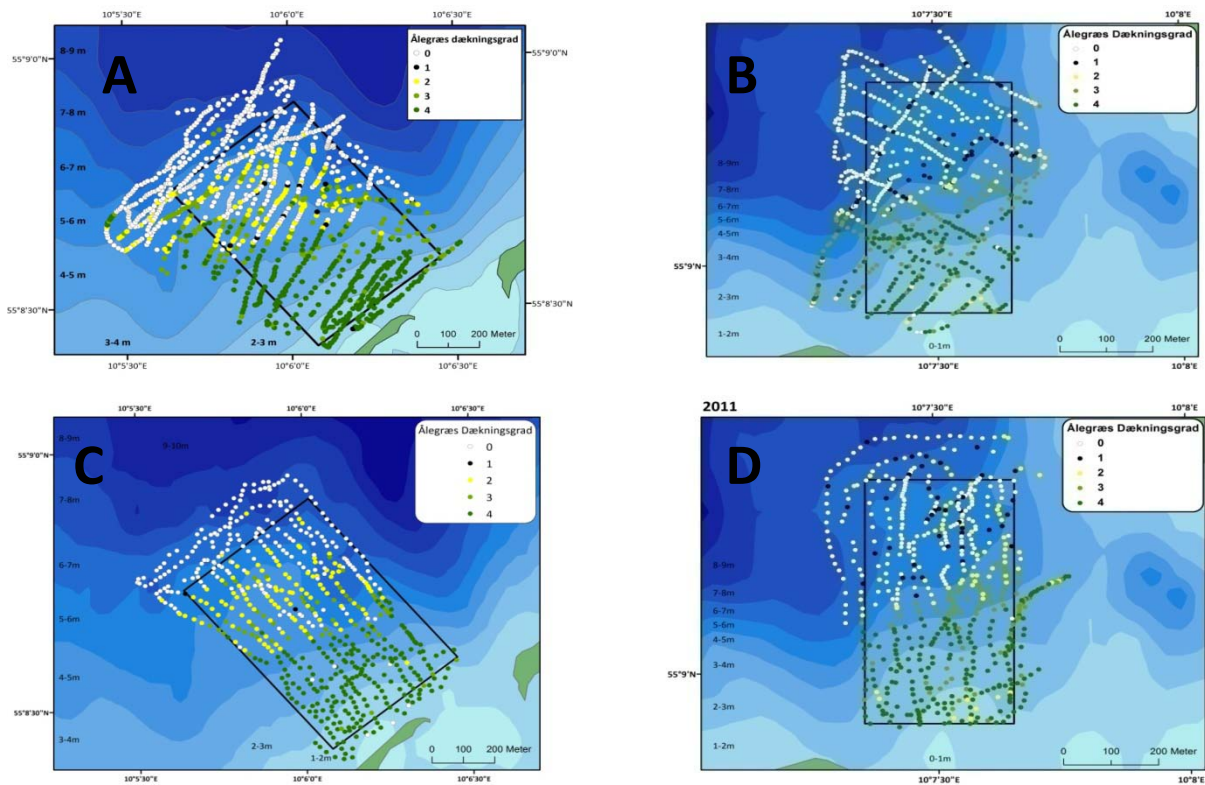 10°5'30"E 10°6'0"E 10°6'30"E
A
Ålegræs dækningsgrad
0
1
2
3
4
8-9 m
55°9'0"N
55°9'0"N
7-8 m
6-7 m
5-6 m
4-5 m
55°8'30"N
55°8'30"N
3-4 m
2-3 m
0 100 200 Meter
10°5'30"E 10°6'0"E 10°6'30"E
10°7'30"E 10°8'E
B
Ålegræs Dækningsgrad
0
1
2
3
4
8-9m
7-8m
6-7m
5-6m
4-5m
3-4m
55°9'N
2-3m
1-2m
0-1m
0 100 200 Meter
10°7'30"E 10°8'E
10°5'30"E 10°6'0"E 10°6'30"E
C
Ålegræs Dækningsgrad
0
1
2
3
4
8-9m
9-10m
55°9'0"N
7-8m
6-7m
5-6m
4-5m
55°8'30"N
3-4m
2-3m
1-2m
0 100 200 Meter
10°5'30"E 10°6'0"E 10°6'30"E
2011
10°7'30"E 10°8'E
D
Ålegræs Dækningsgrad
0
1
2
3
4
8-9m
7-8m
6-7m
5-6m
4-5m
3-4m
55°9'N
2-3m
1-2m
0-1m
0 100 200 Meter
10°7'30"E 10°8'E